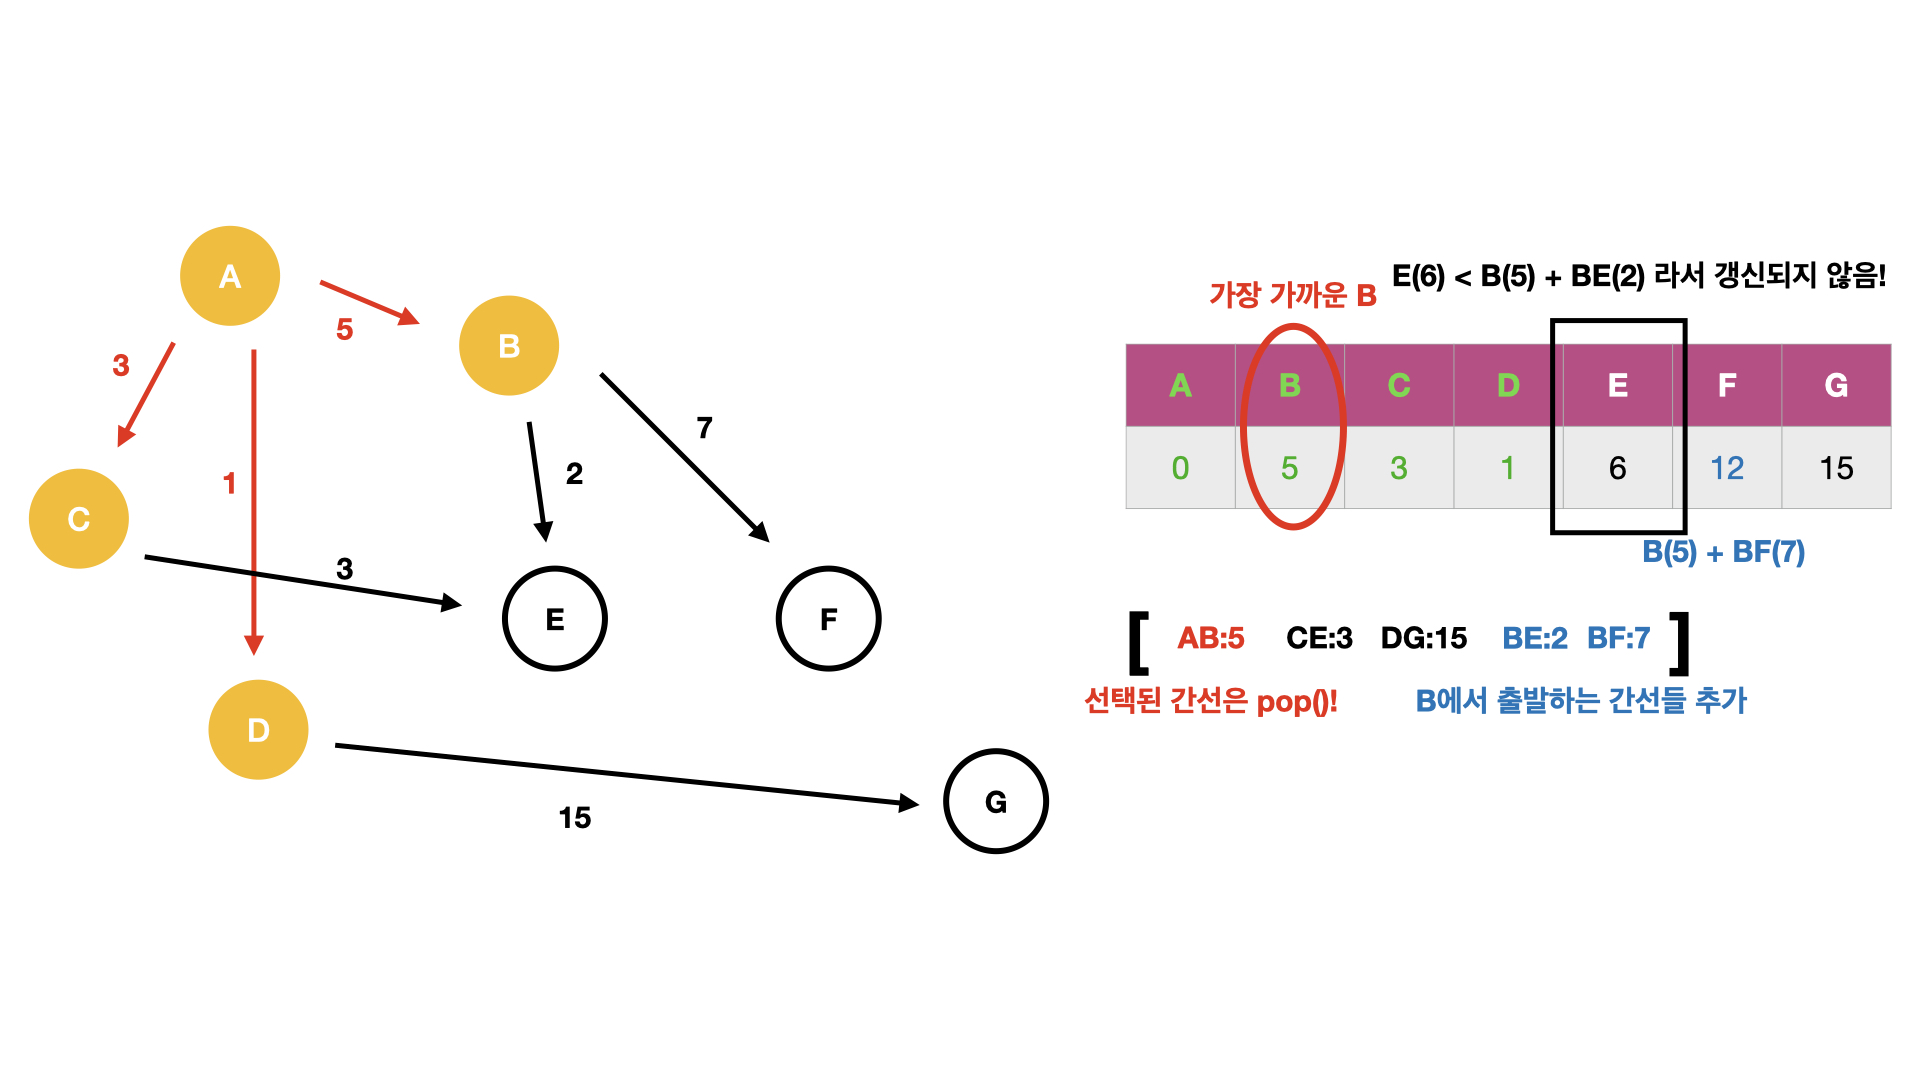 A
5
B
3
7
1
2
C
3
E
F
D
15
G
E(6) < B(5) + BE(2) 라서 갱신되지 않음!
가장 가까운 B
A B C D E F G
0 5 3 1 6 12 15
B(5) + BF(7)
[ AB:5 CE:3 DG:15 BE:2 BF:7 ]
선택된 간선은 pop()! B에서 출발하는 간선들 추가